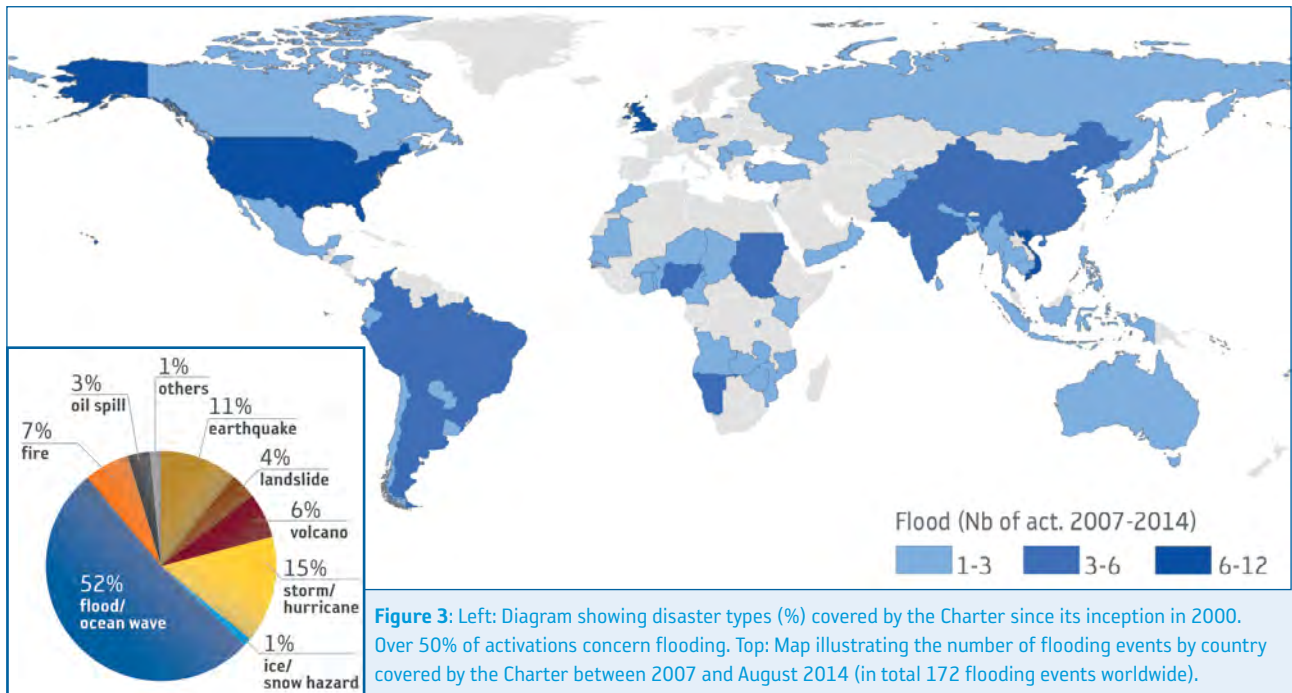 1%
others
3%
oil spill
11%
earthquake
7%
fire
4%
landslide
6%
volcano
15%
storm/
hurricane
52%
flood/
ocean wave
1%
ice/
snow hazard
Flood (Nb of act. 2007-2014)
1-3
3-6
6-12
Figure 3: Left: Diagram showing disaster types (%) covered by the Charter since its inception in 2000.
Over 50% of activations concern flooding. Top: Map illustrating the number of flooding events by country
covered by the Charter between 2007 and August 2014 (in total 172 flooding events worldwide).